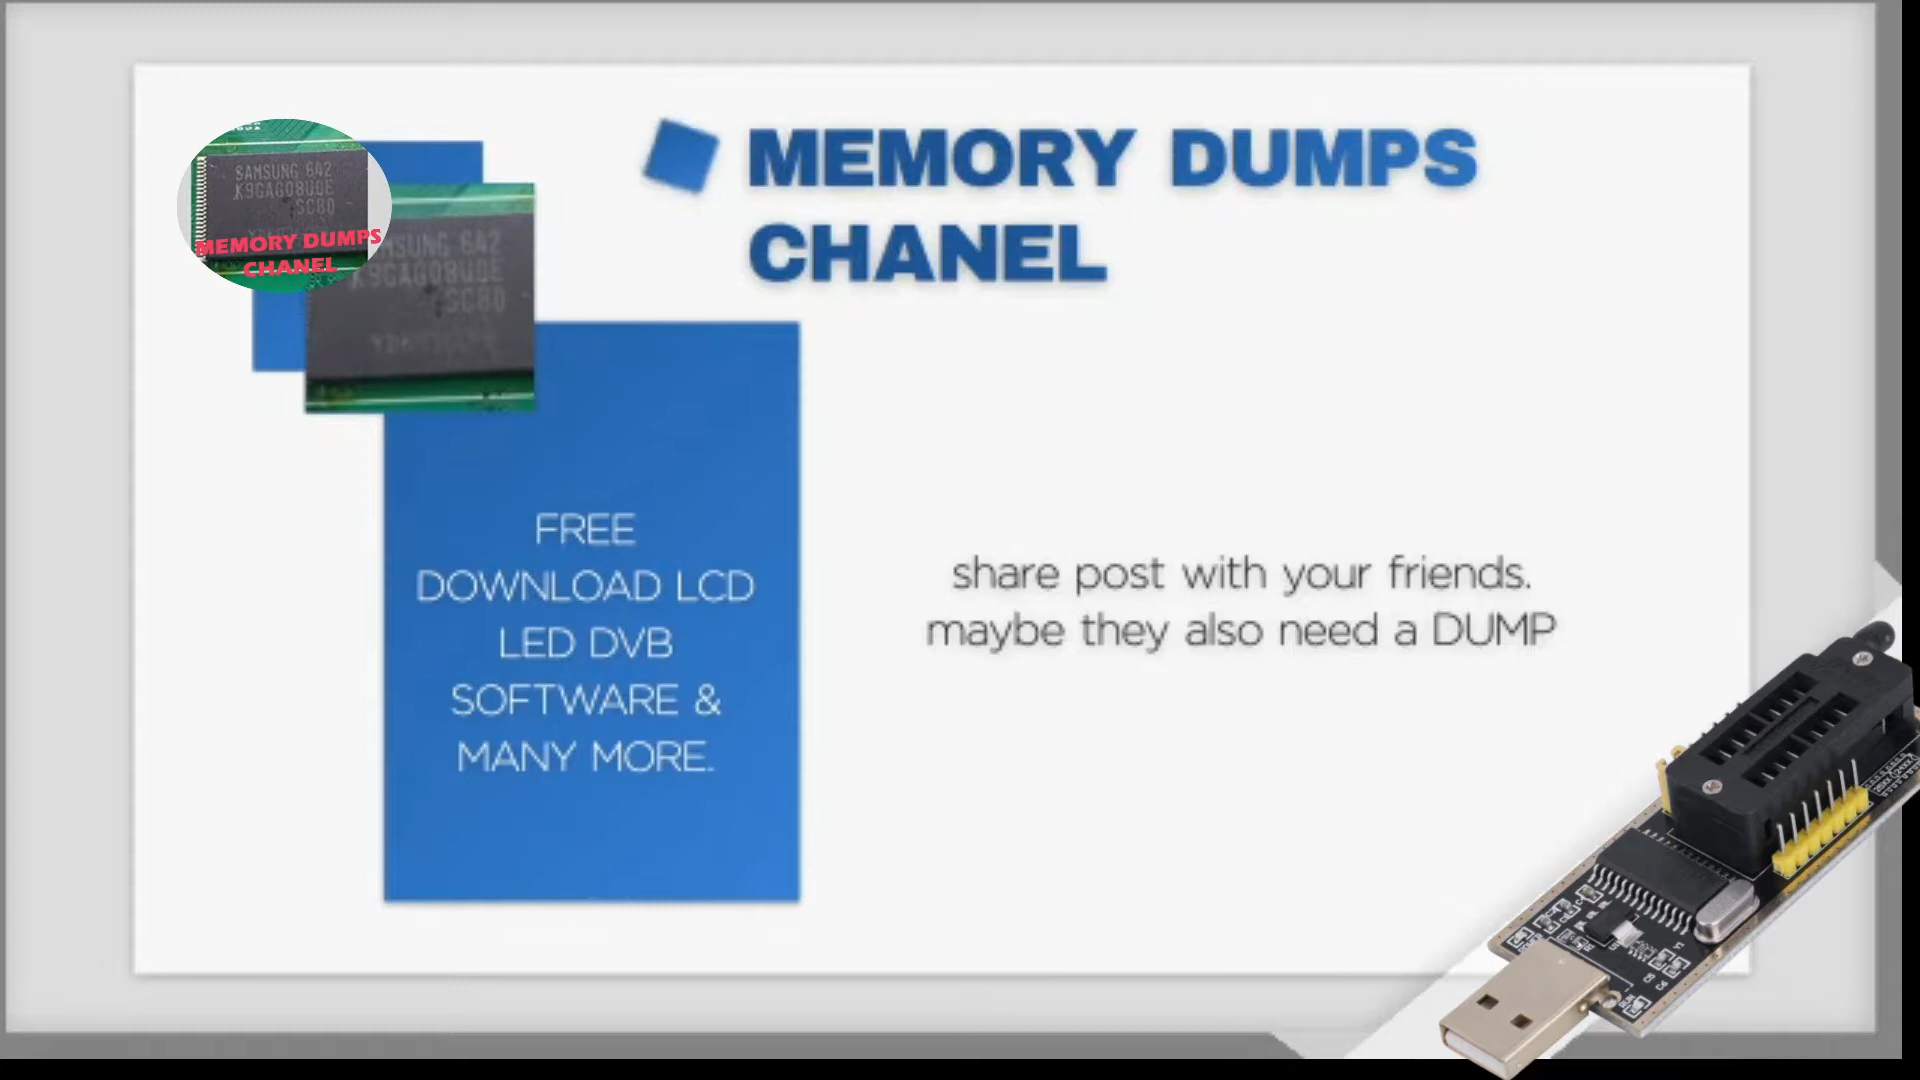 MEMORY DUMPS
CHANEL
SAMSUNG 642
K9GAG08U0E
SC80
MEMORY DUMPS
CHANEL
SAMSUNG 642
K9GAG08U0E
SC80
FREE
DOWNLOAD LCD
LED DVB
SOFTWARE &
MANY MORE.
share post with your friends.
maybe they also need a DUMP